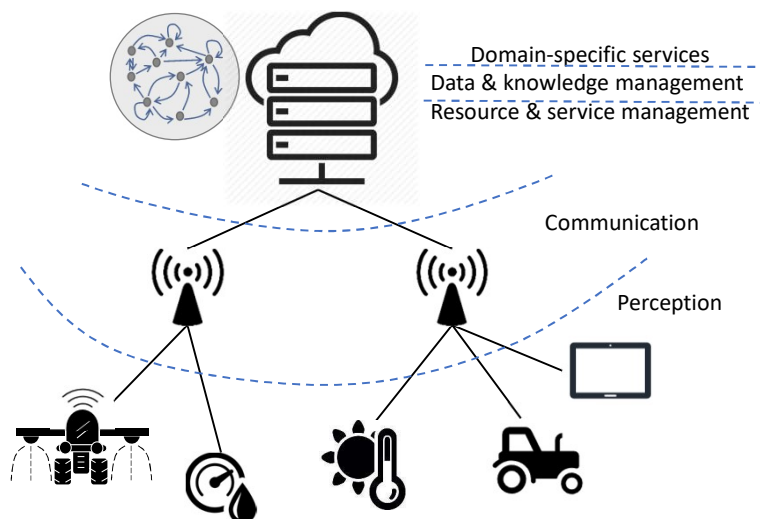 Domain-specific services
Data & knowledge management
Resource & service management
Communication
Perception